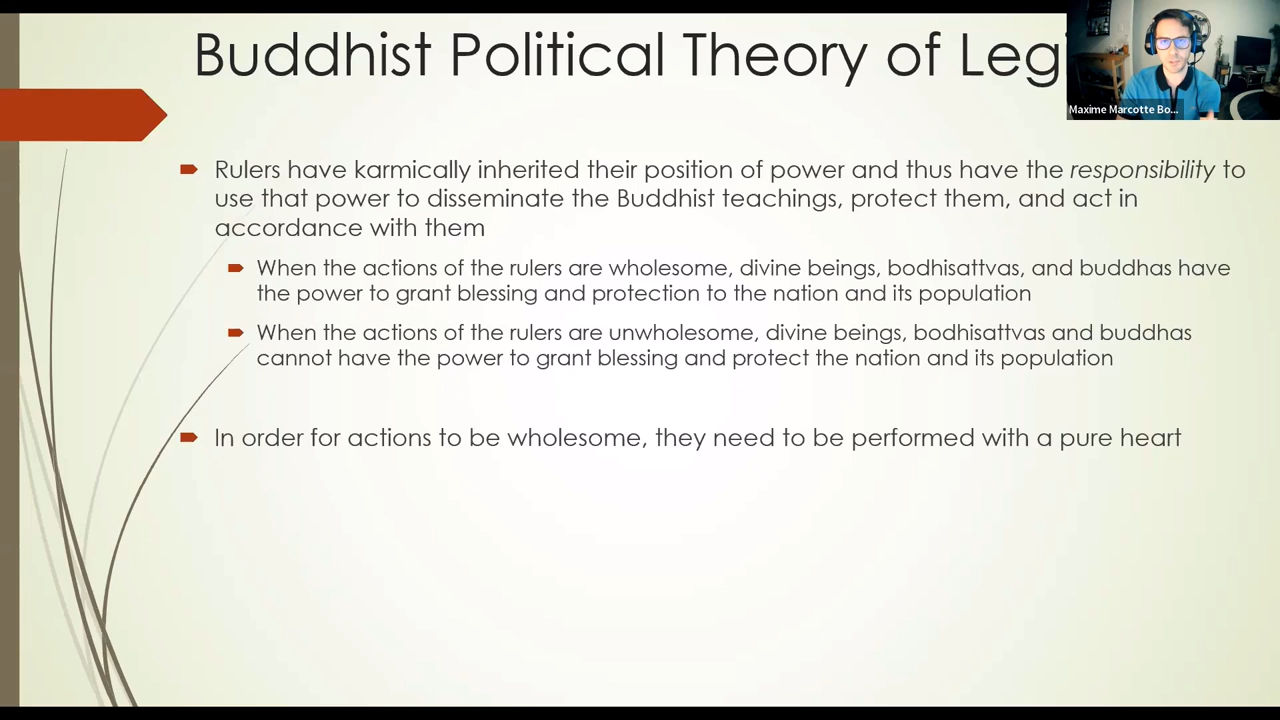 Buddhist Political Theory of Leg
Maxime Marcotte Bo...
Rulers have karmically inherited their position of power and thus have the responsibility to
use that power to disseminate the Buddhist teachings, protect them, and act in
accordance with them
When the actions of the rulers are wholesome, divine beings, bodhisattvas, and buddhas have
the power to grant blessing and protection to the nation and its population
When the actions of the rulers are unwholesome, divine beings, bodhisattvas and buddhas
cannot have the power to grant blessing and protect the nation and its population
In order for actions to be wholesome, they need to be performed with a pure heart